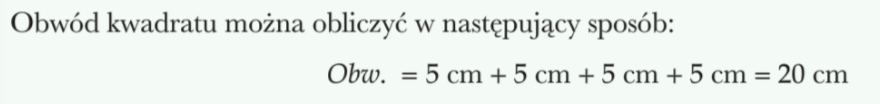 Obwód kwadratu można obliczyć w następujący sposób:
Obw. = 5 cm + 5 cm + 5 cm + 5 cm = 20 cm